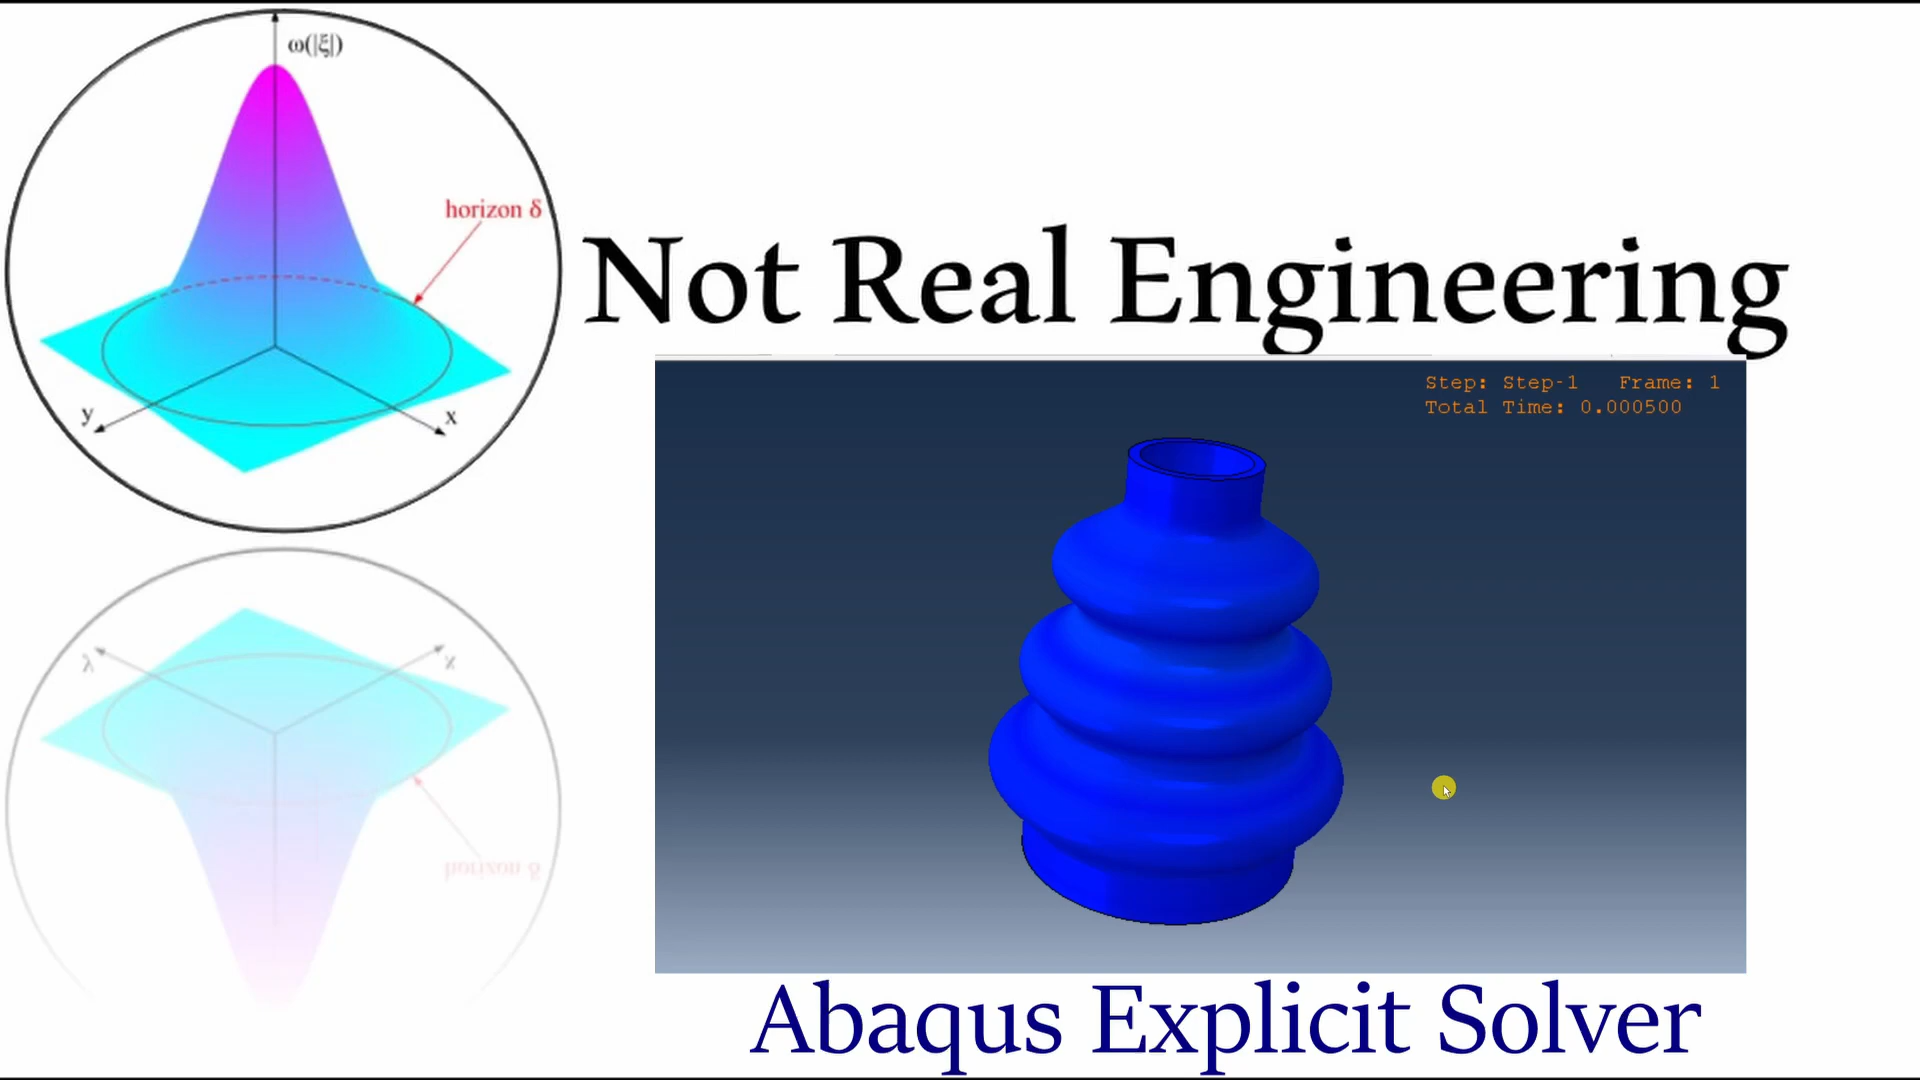 ω(|ξ|)
horizon δ
y
x
Not Real Engineering
Step: Step-1 Frame: 1
Total Time: 0.000500
Abaqus Explicit Solver